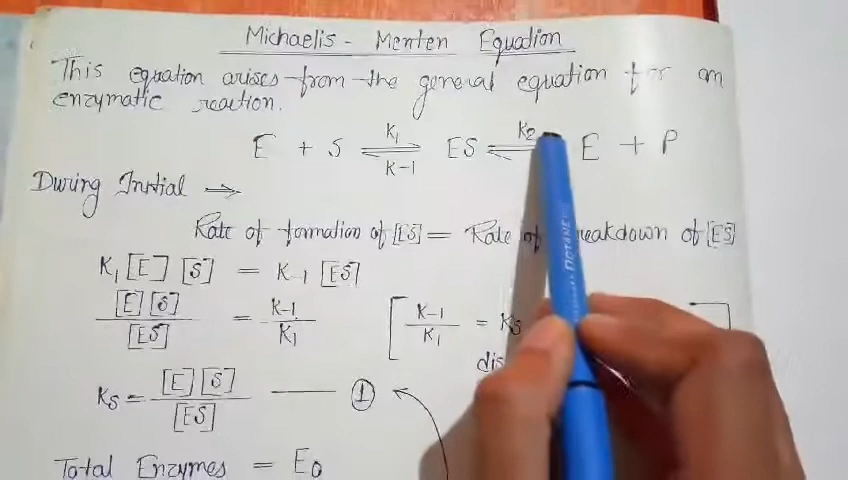 Michaelis - Menten Equation
This equation arises from the general equation for an
enzymatic reaction.
E + S ⇌ ES ⇌ E + P
K1 K2
K-1
During Initial ⇒
Rate of formation of [ES] = Rate of breakdown of [ES]
K1 [E] [S] = K-1 [ES]
[E][S] / [ES] = K-1 / K1 [ K-1 / K1 = Ks
Ks = [E][S] / [ES] —— ①
Total Enzymes = E0